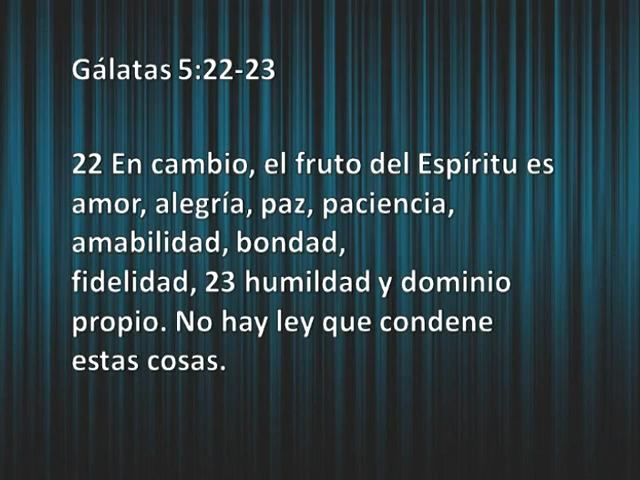 Gálatas 5:22-23
22 En cambio, el fruto del Espíritu es
amor, alegría, paz, paciencia,
amabilidad, bondad,
fidelidad, 23 humildad y dominio
propio. No hay ley que condene
estas cosas.